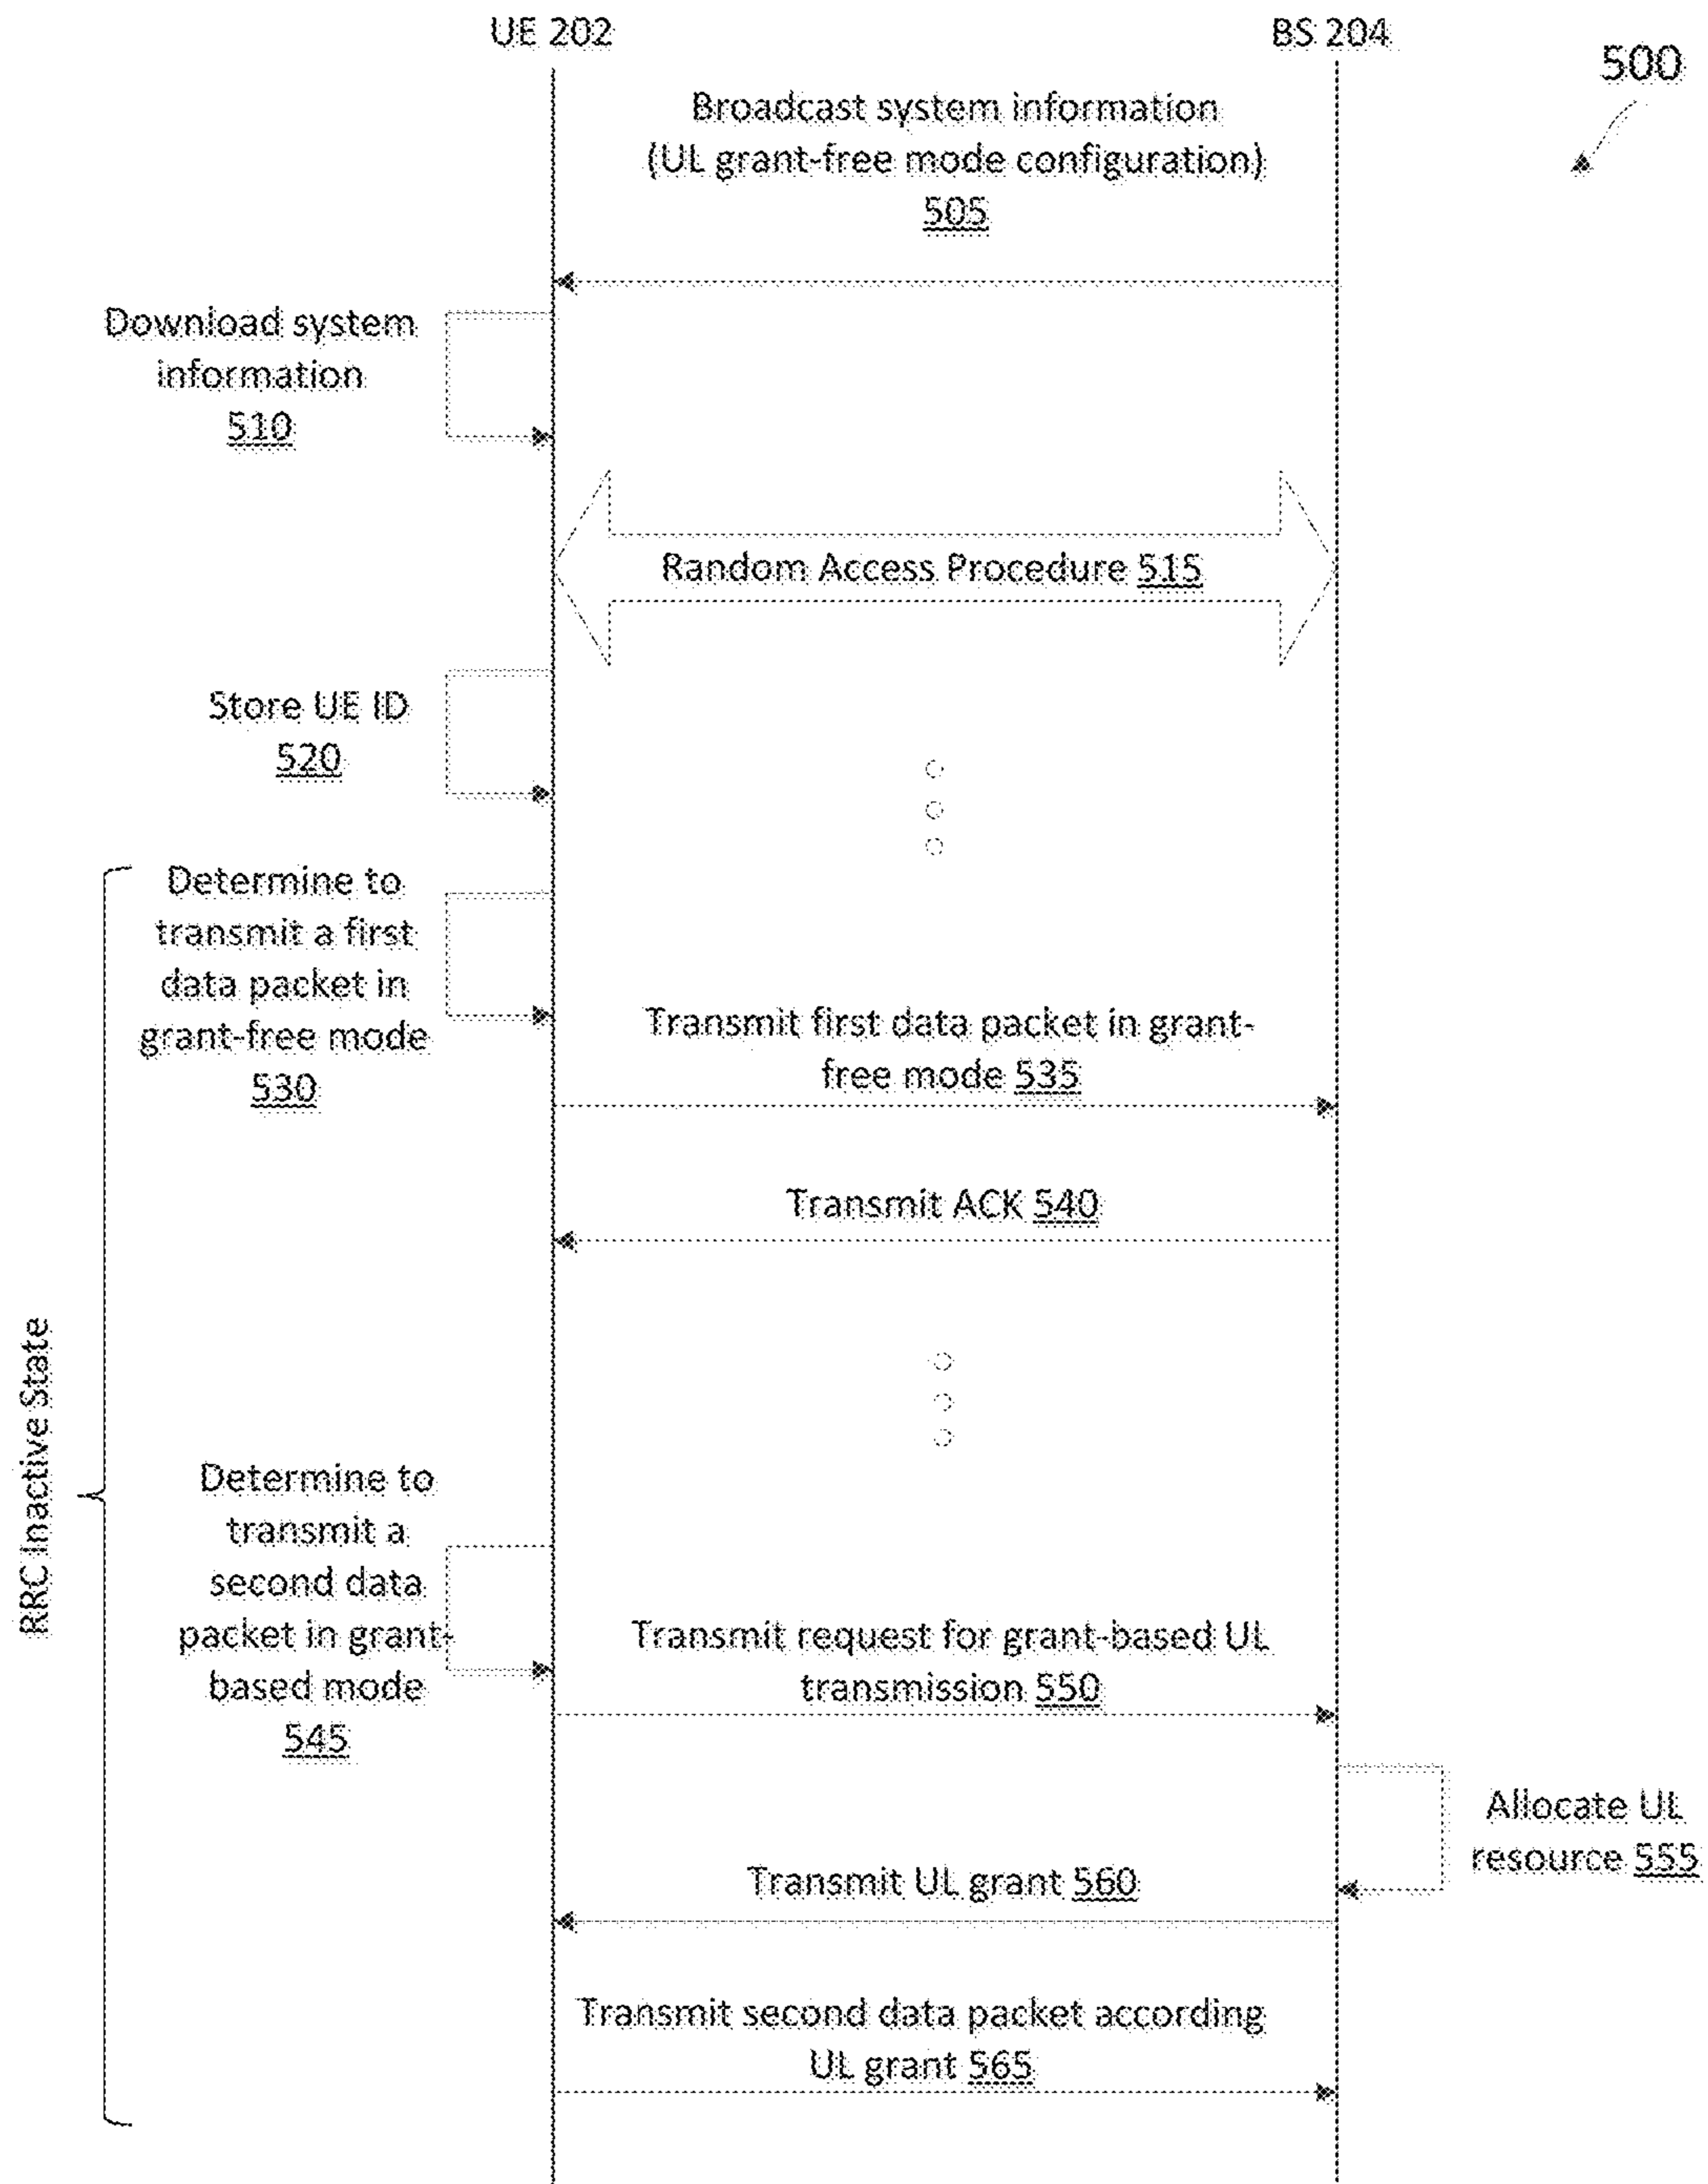 UE 202
BS 204
500
Broadcast system information
(UL grant-free mode configuration)
505
Download system
information
510
Random Access Procedure 515
Store UE ID
520
Determine to
transmit a first
data packet in
grant-free mode
530
Transmit first data packet in grant-
free mode 535
Transmit ACK 540
RRC Inactive State
Determine to
transmit a
second data
packet in grant-
based mode
545
Transmit request for grant-based UL
transmission 550
Allocate UL
resource 555
Transmit UL grant 560
Transmit second data packet according
UL grant 565